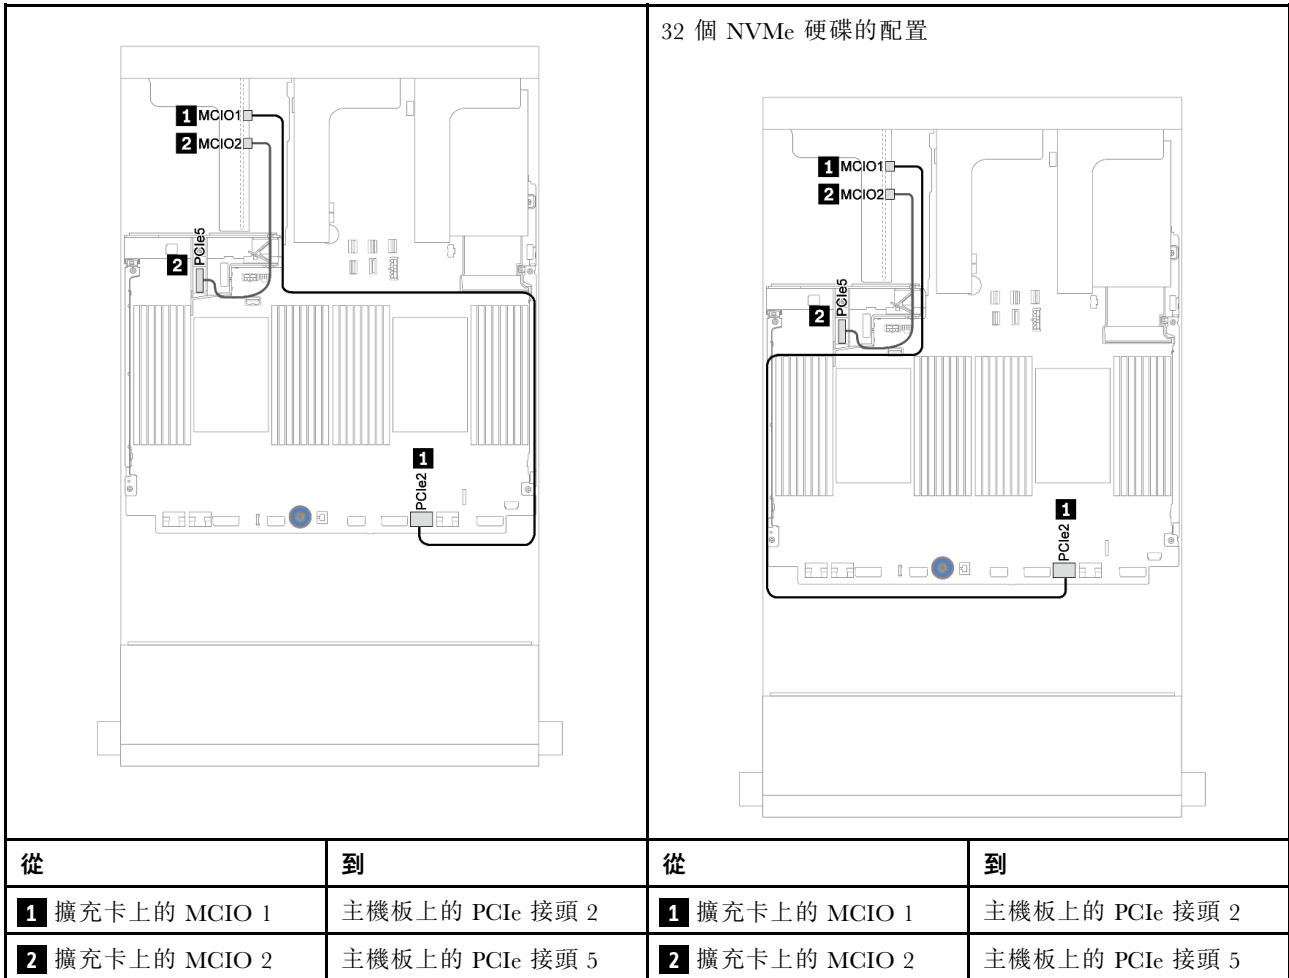 1 MCIO1
2 MCIO2
PCIe5
2
1
PCIe2
32 個 NVMe 硬碟的配置
1 MCIO1
2 MCIO2
PCIe5
2
1
PCIe2
從 到 從 到
1 擴充卡上的 MCIO 1 主機板上的 PCIe 接頭 2 1 擴充卡上的 MCIO 1 主機板上的 PCIe 接頭 2
2 擴充卡上的 MCIO 2 主機板上的 PCIe 接頭 5 2 擴充卡上的 MCIO 2 主機板上的 PCIe 接頭 5